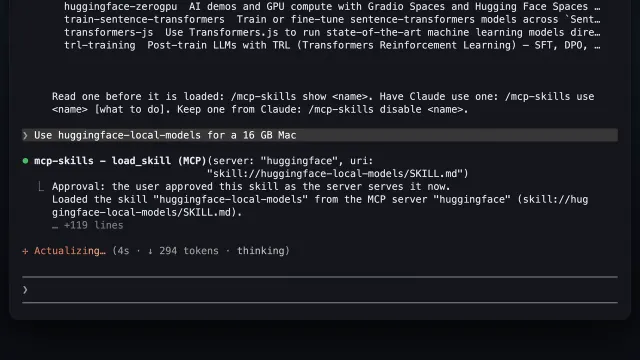 huggingface-zerogpu  AI demos and GPU compute with Gradio Spaces and Hugging Face Spaces …
train-sentence-transformers  Train or fine-tune sentence-transformers models across `Sent…
transformers-js  Use Transformers.js to run state-of-the-art machine learning models dire…
trl-training  Post-train LLMs with TRL (Transformers Reinforcement Learning) — SFT, DPO, …
Read one before it is loaded: /mcp-skills show <name>. Have Claude use one: /mcp-skills use
<name> [what to do]. Keep one from Claude: /mcp-skills disable <name>.
❯ Use huggingface-local-models for a 16 GB Mac
● mcp-skills - load_skill (MCP)(server: "huggingface", uri:
"skill://huggingface-local-models/SKILL.md")
⎿ Approval: the user approved this skill as the server serves it now.
Loaded the skill "huggingface-local-models" from the MCP server "huggingface" (skill://hug
gingface-local-models/SKILL.md).
… +119 lines
✢ Actualizing… (4s · ↓ 294 tokens · thinking)
❯